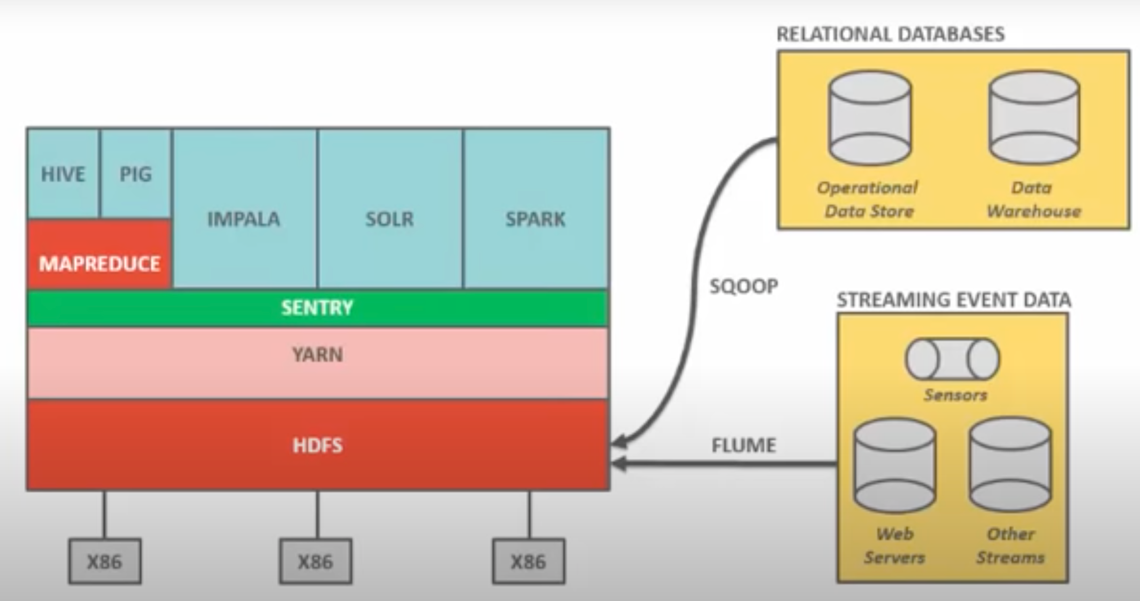 RELATIONAL DATABASES
Operational
Data Store
Data
Warehouse
HIVE
PIG
IMPALA
SOLR
SPARK
MAPREDUCE
SENTRY
YARN
HDFS
X86
X86
X86
SQOOP
FLUME
STREAMING EVENT DATA
Sensors
Web
Servers
Other
Streams